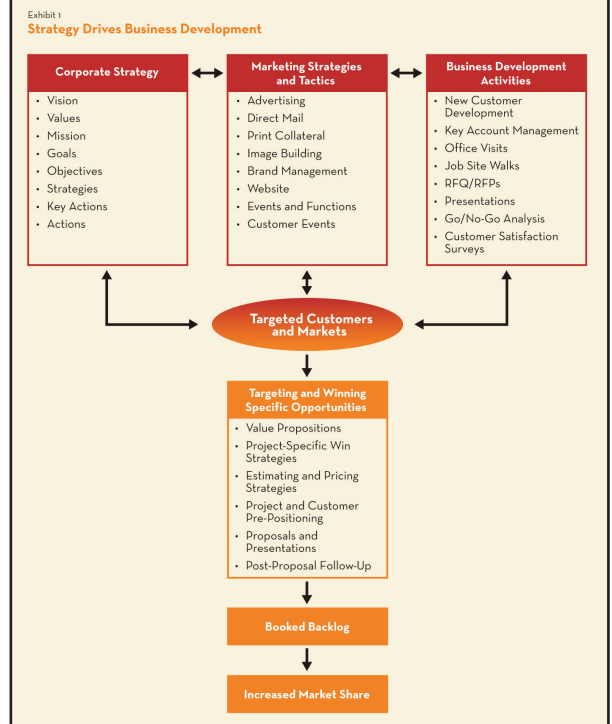 Exhibit 1
Strategy Drives Business Development
Corporate Strategy
• Vision
• Values
• Mission
• Goals
• Objectives
• Strategies
• Key Actions
• Actions
Marketing Strategies
and Tactics
• Advertising
• Direct Mail
• Print Collateral
• Image Building
• Brand Management
• Website
• Events and Functions
• Customer Events
Business Development
Activities
• New Customer
Development
• Key Account Management
• Office Visits
• Job Site Walks
• RFQ/RFPs
• Presentations
• Go/No-Go Analysis
• Customer Satisfaction
Surveys
Targeted Customers
and Markets
Targeting and Winning
Specific Opportunities
• Value Propositions
• Project-Specific Win
Strategies
• Estimating and Pricing
Strategies
• Project and Customer
Pre-Positioning
• Proposals and
Presentations
• Post-Proposal Follow-Up
Booked Backlog
Increased Market Share